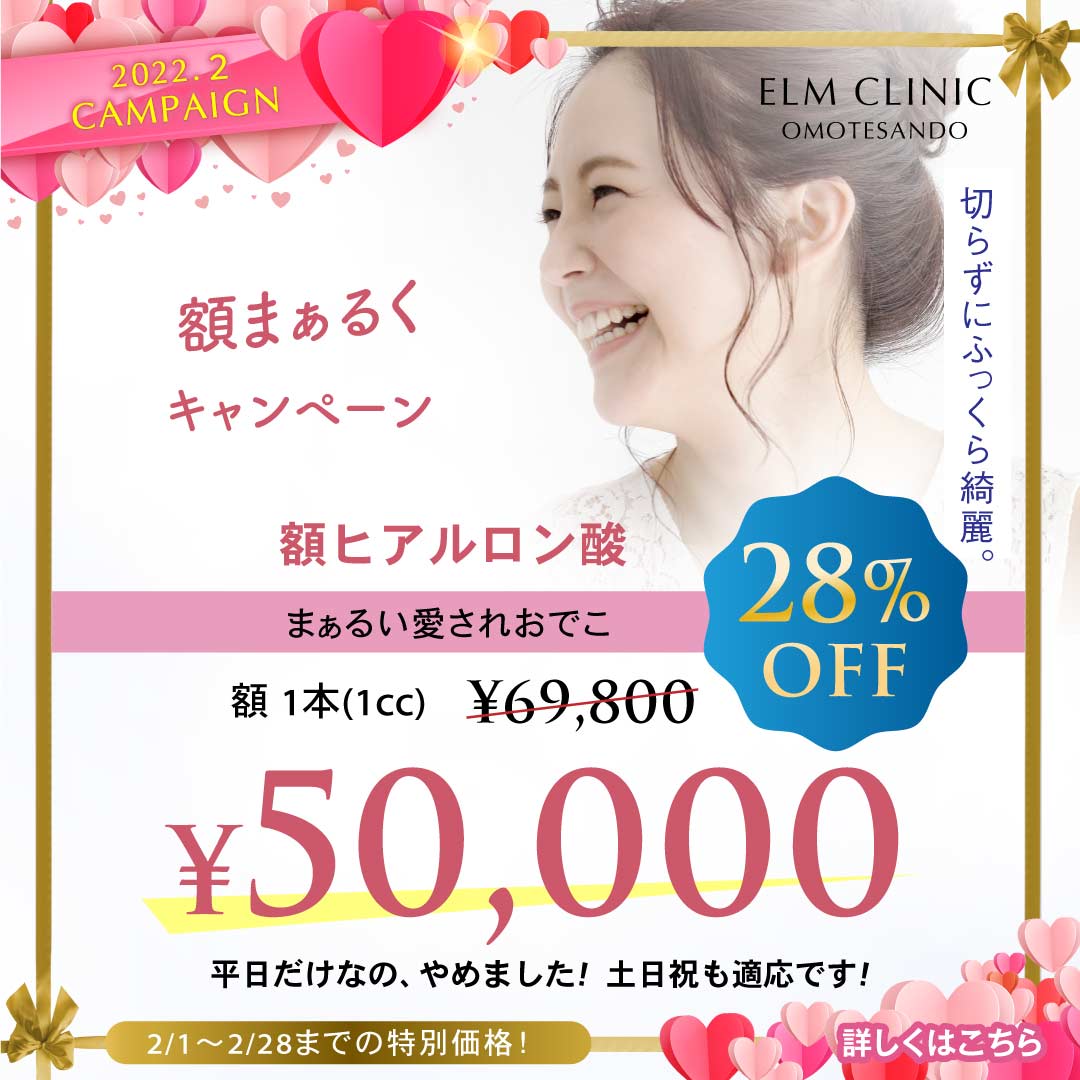 2022.2
CAMPAIGN
ELM CLINIC
OMOTESANDO
切らずにふっくら綺麗。
額まぁるく
キャンペーン
額ヒアルロン酸
まぁるい愛されおでこ
28%
OFF
額 1本(1cc) ¥69,800
¥50,000
平日だけなの、やめました! 土日祝も適応です!
2/1〜2/28までの特別価格!
詳しくはこちら